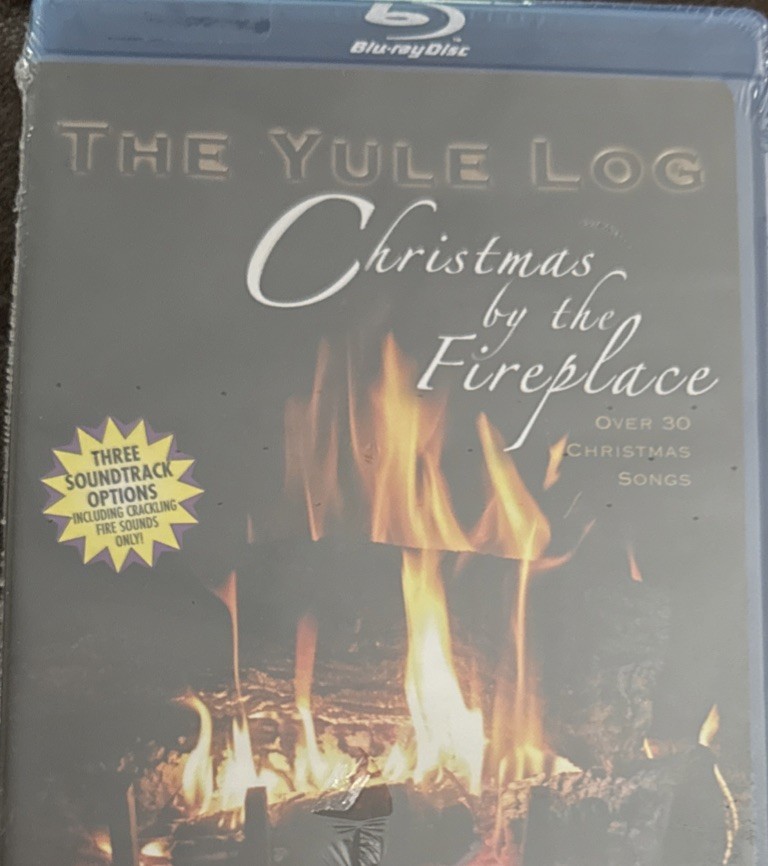 Blu-ray Disc
THE YULE LOG
Christmas
by the
Fireplace
OVER 30
CHRISTMAS
SONGS
THREE
SOUNDTRACK
OPTIONS
INCLUDING CRACKLING
FIRE SOUNDS
ONLY!